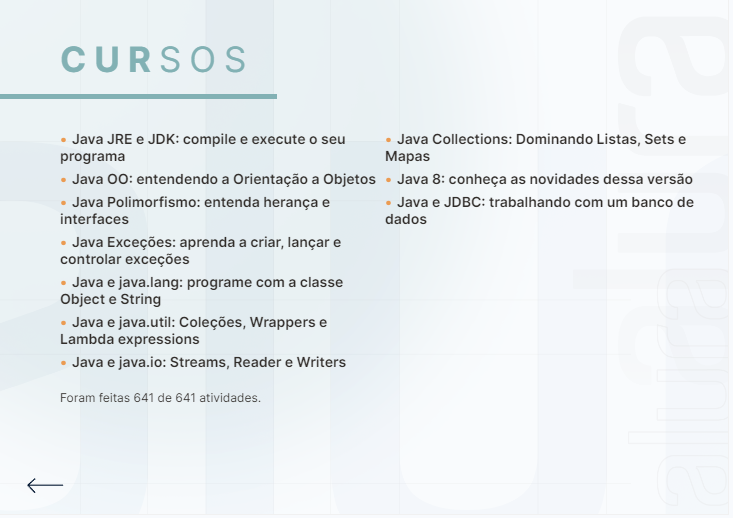 CURSOS
• Java JRE e JDK: compile e execute o seu
programa
• Java OO: entendendo a Orientação a Objetos
• Java Polimorfismo: entenda herança e
interfaces
• Java Exceções: aprenda a criar, lançar e
controlar exceções
• Java e java.lang: programe com a classe
Object e String
• Java e java.util: Coleções, Wrappers e
Lambda expressions
• Java e java.io: Streams, Reader e Writers
• Java Collections: Dominando Listas, Sets e
Mapas
• Java 8: conheça as novidades dessa versão
• Java e JDBC: trabalhando com um banco de
dados
Foram feitas 641 de 641 atividades.
alura
alura